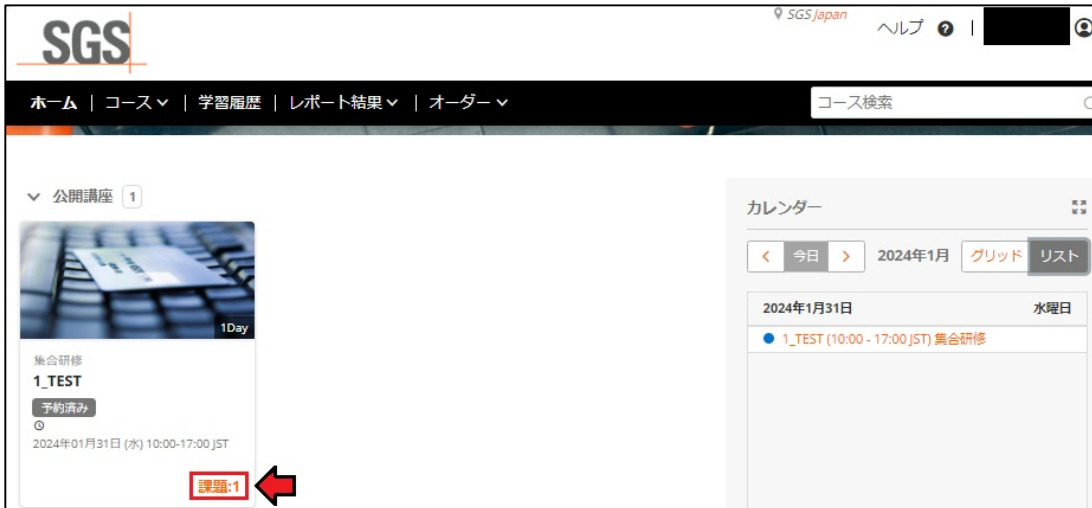 SGS
SGS Japan
ヘルプ
ホーム | コース | 学習履歴 | レポート結果 | オーダー
コース検索
公開講座 1
1Day
集合研修
1_TEST
予約済み
2024年01月31日 (水) 10:00-17:00 JST
課題:1
カレンダー
今日 2024年1月 グリッド リスト
2024年1月31日 水曜日
1_TEST (10:00 - 17:00 JST) 集合研修